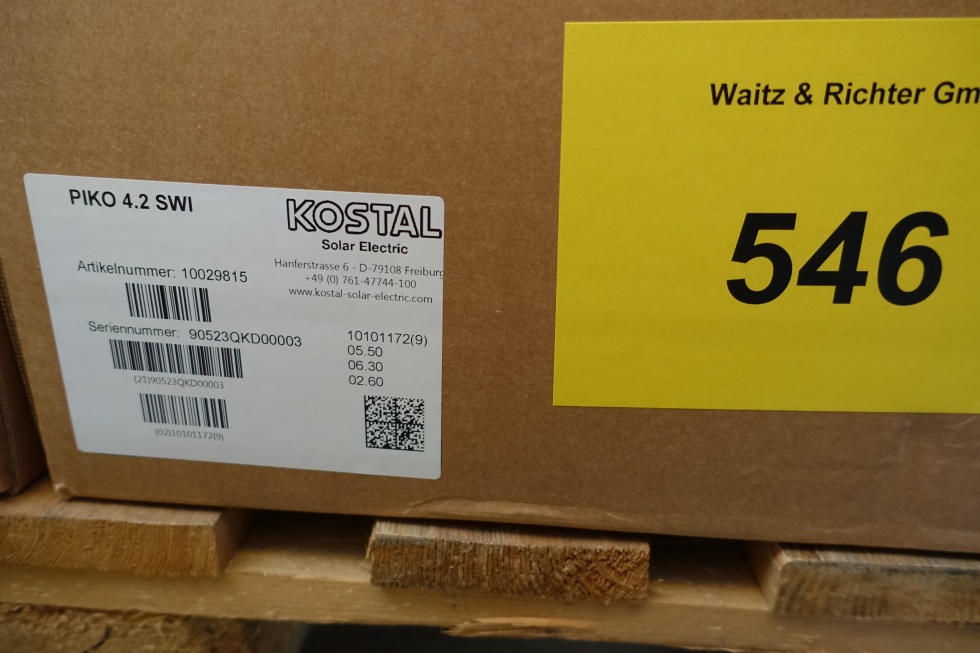 PIKO 4.2 SWI
KOSTAL
Solar Electric
Hanferstrasse 6 - D-79108 Freiburg
+49 (0) 761-47744-100
www.kostal-solar-electric.com
Artikelnummer: 10029815
Seriennummer: 90523QKD00003
(21)90523QKD00003
(02)10101172(9)
10101172(9)
05.50
06.30
02.60
Waitz & Richter Gm
546